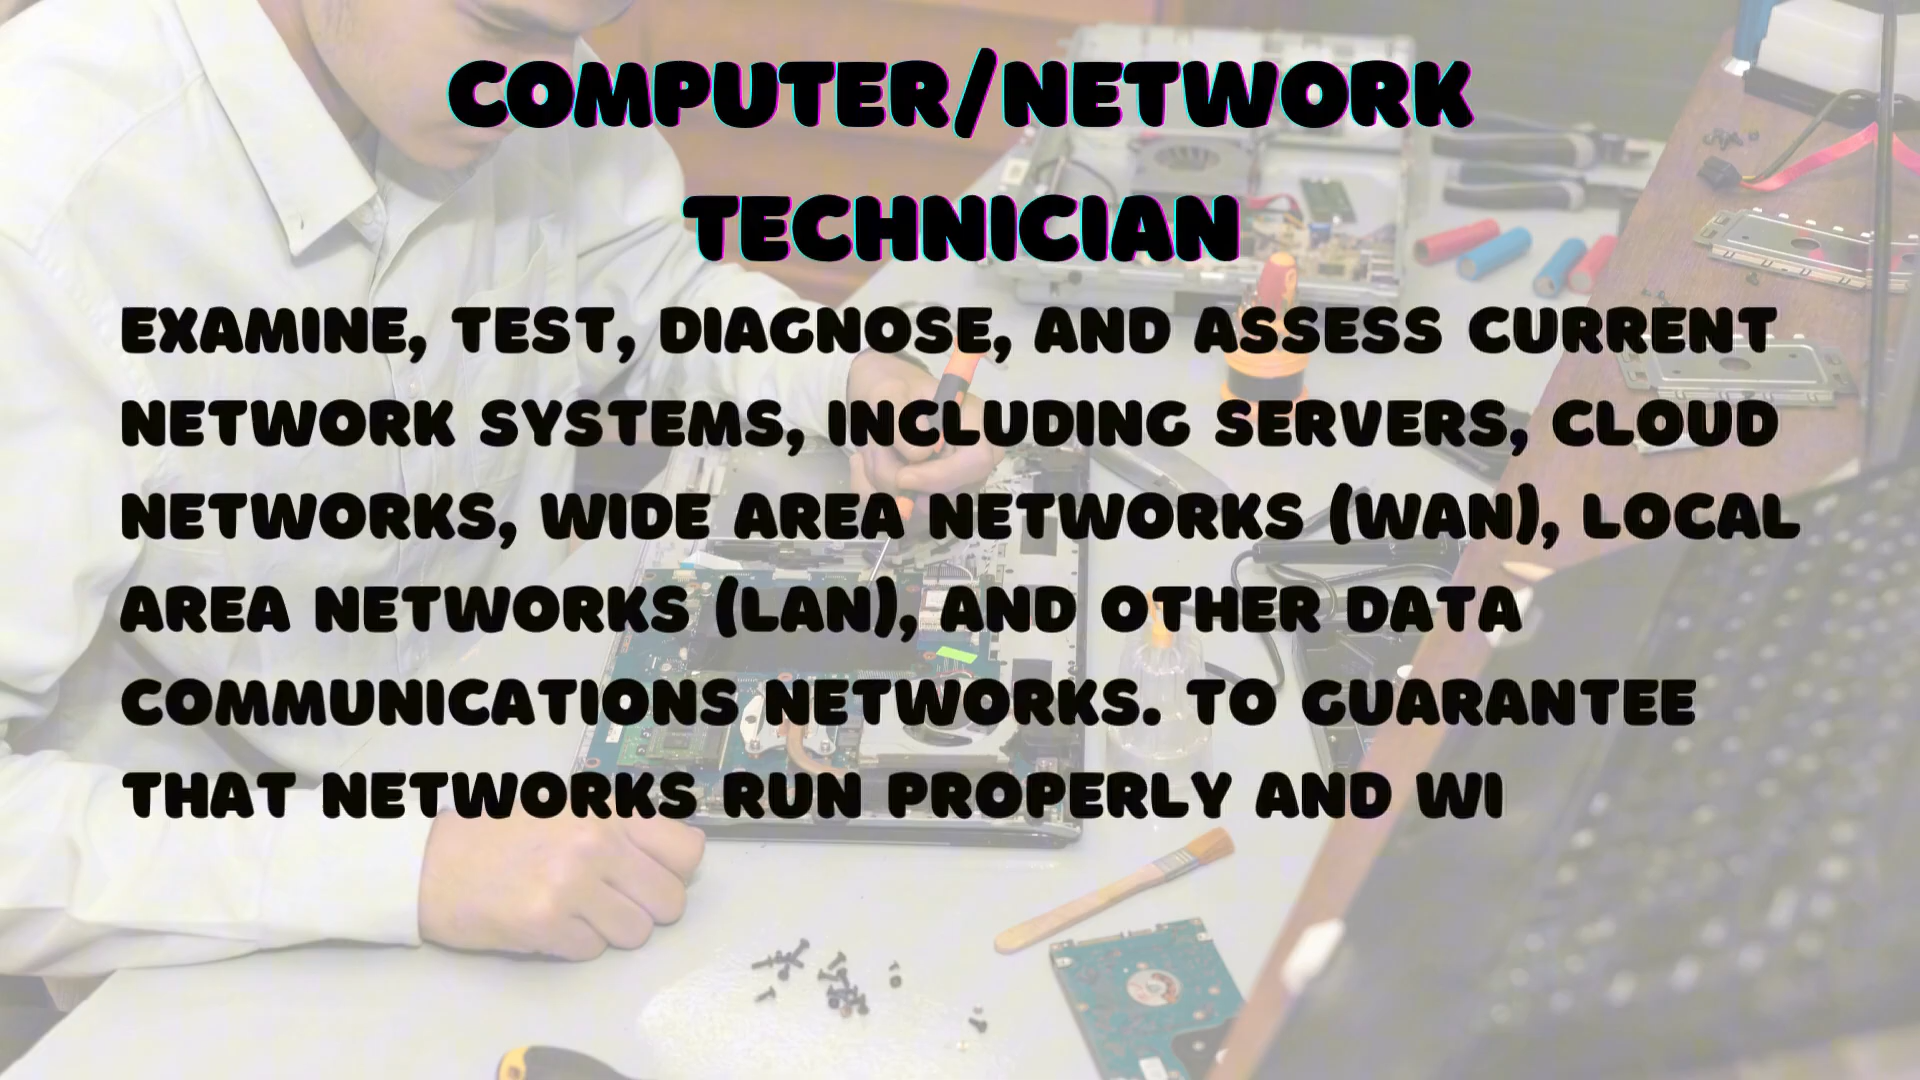 COMPUTER/NETWORK
TECHNICIAN
EXAMINE, TEST, DIAGNOSE, AND ASSESS CURRENT
NETWORK SYSTEMS, INCLUDING SERVERS, CLOUD
NETWORKS, WIDE AREA NETWORKS (WAN), LOCAL
AREA NETWORKS (LAN), AND OTHER DATA
COMMUNICATIONS NETWORKS. TO GUARANTEE
THAT NETWORKS RUN PROPERLY AND WI